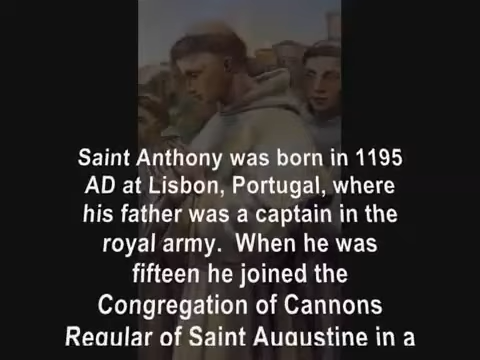 Saint Anthony was born in 1195
AD at Lisbon, Portugal, where
his father was a captain in the
royal army.  When he was
fifteen he joined the
Congregation of Cannons
Regular of Saint Augustine in a